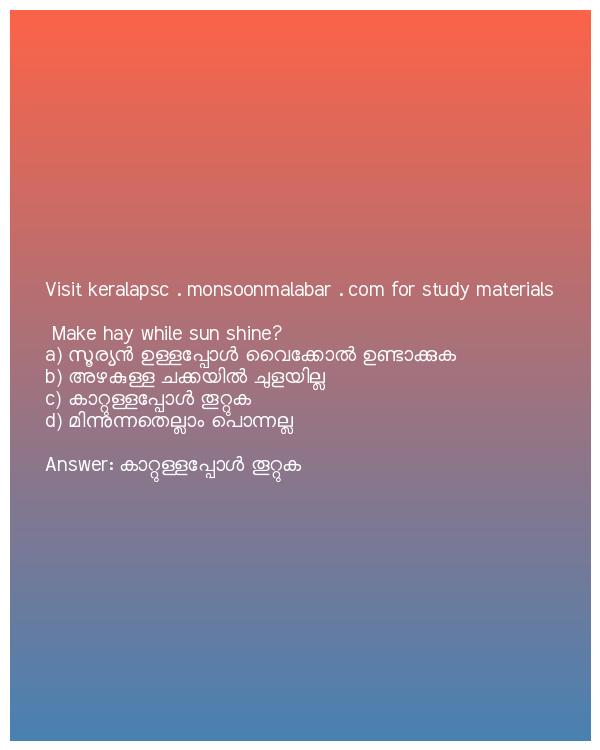 Visit keralapsc . monsoonmalabar . com for study materials
Make hay while sun shine?
a) സൂര്യൻ ഉള്ളപ്പോൾ വൈക്കോൽ ഉണ്ടാക്കുക
b) അഴകുള്ള ചക്കയിൽ ചുളയില്ല
c) കാറ്റുള്ളപ്പോൾ തൂറ്റുക
d) മിന്നുന്നതെല്ലാം പൊന്നല്ല
Answer: കാറ്റുള്ളപ്പോൾ തൂറ്റുക